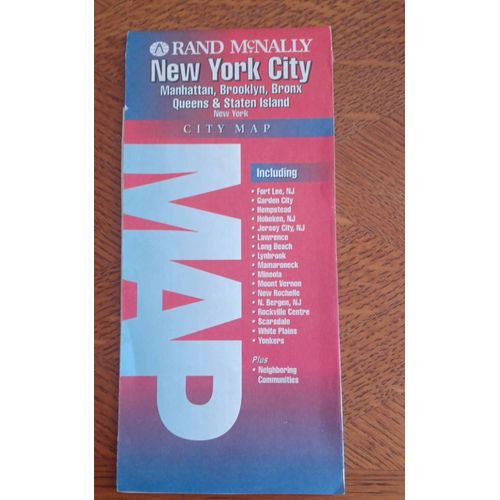 RAND McNALLY
New York City
Manhattan, Brooklyn, Bronx
Queens & Staten Island
New York
CITY MAP
MAP
Including
• Fort Lee, NJ
• Garden City
• Hempstead
• Hoboken, NJ
• Jersey City, NJ
• Lawrence
• Long Beach
• Lynbrook
• Mamaroneck
• Mineola
• Mount Vernon
• New Rochelle
• N. Bergen, NJ
• Rockville Centre
• Scarsdale
• White Plains
• Yonkers
Plus
• Neighboring
Communities